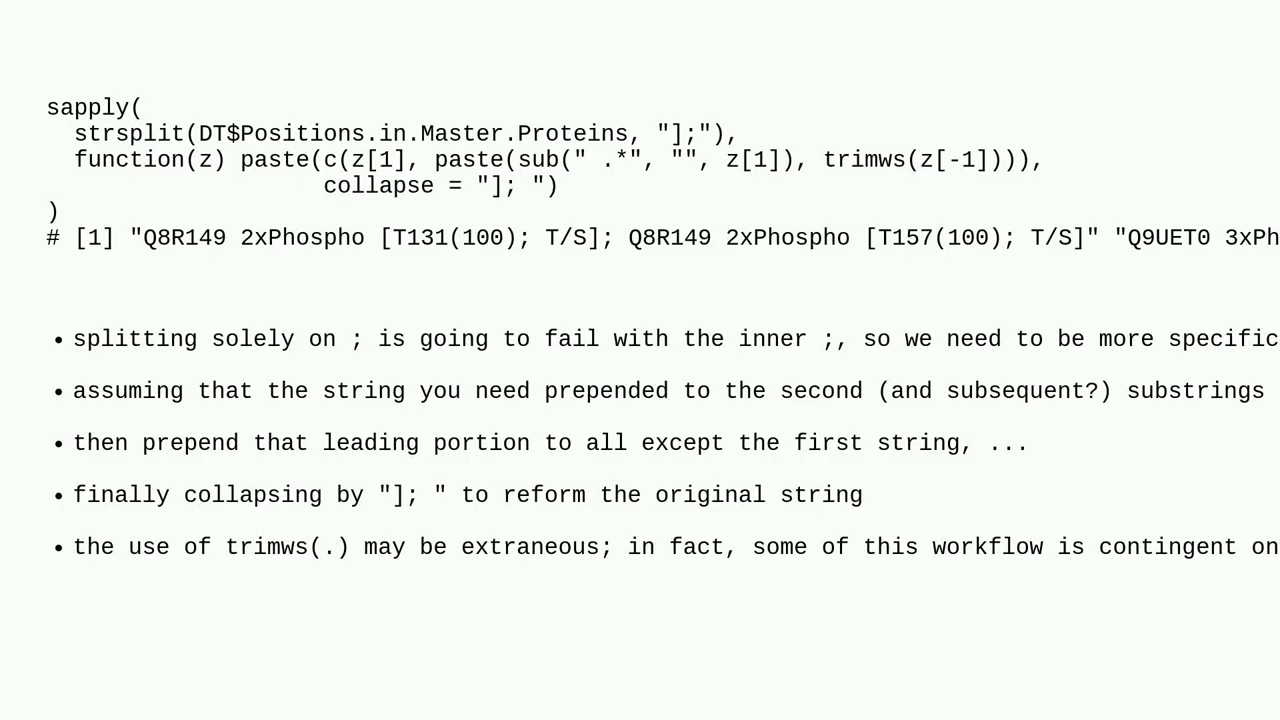 sapply(
  strsplit(DT$Positions.in.Master.Proteins, "];"),
  function(z) paste(c(z[1], paste(sub(" .*", "", z[1]), trimws(z[-1]))),
                    collapse = "]; ")
)
# [1] "Q8R149 2xPhospho [T131(100); T/S]; Q8R149 2xPhospho [T157(100); T/S]" "Q9UET0 3xPh
• splitting solely on ; is going to fail with the inner ;, so we need to be more specific
• assuming that the string you need prepended to the second (and subsequent?) substrings
• then prepend that leading portion to all except the first string, ...
• finally collapsing by "]; " to reform the original string
• the use of trimws(.) may be extraneous; in fact, some of this workflow is contingent on